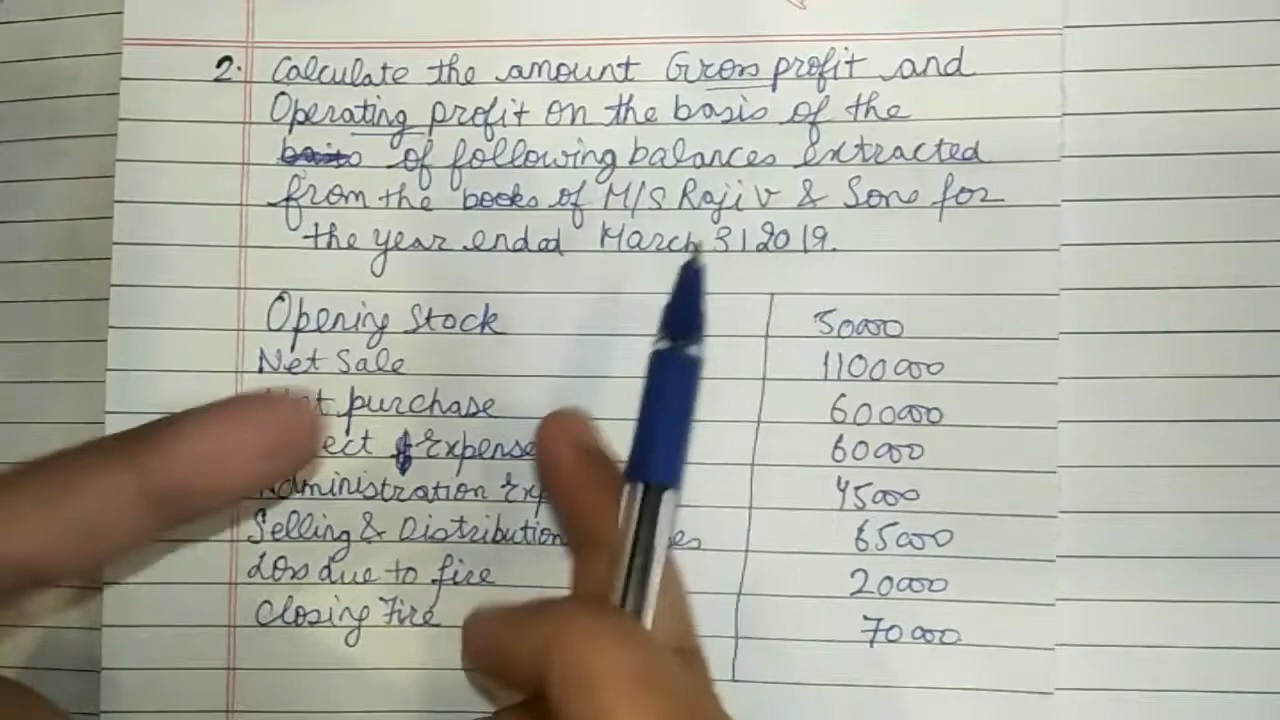 2. Calculate the amount Gross profit and
Operating profit on the basis of the
of following balances extracted
from the books of M/S Rajiv & Sons for
the year ended March 31 2019.
Opening Stock 50000
Net Sale 1100000
purchase 600000
Expense 60000
Administration 45000
Selling & Distribution 65000
Loss due to fire 20000
Closing Fire 70000